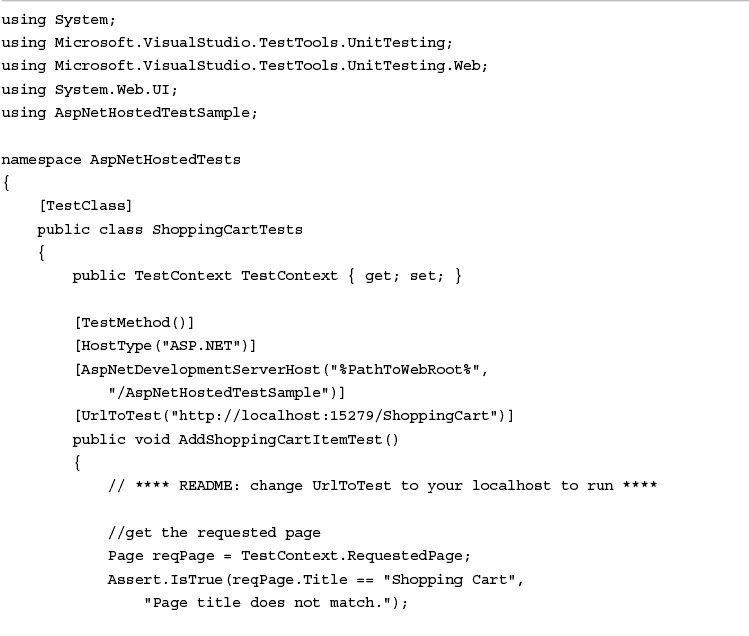 using System;
using Microsoft.VisualStudio.TestTools.UnitTesting;
using Microsoft.VisualStudio.TestTools.UnitTesting.Web;
using System.Web.UI;
using AspNetHostedTestSample;

namespace AspNetHostedTests
{
    [TestClass]
    public class ShoppingCartTests
    {
        public TestContext TestContext { get; set; }

        [TestMethod()]
        [HostType("ASP.NET")]
        [AspNetDevelopmentServerHost("%PathToWebRoot%",
            "/AspNetHostedTestSample")]
        [UrlToTest("http://localhost:15279/ShoppingCart")]
        public void AddShoppingCartItemTest()
        {
            // **** README: change UrlToTest to your localhost to run ****

            //get the requested page
            Page reqPage = TestContext.RequestedPage;
            Assert.IsTrue(reqPage.Title == "Shopping Cart",
                "Page title does not match.");